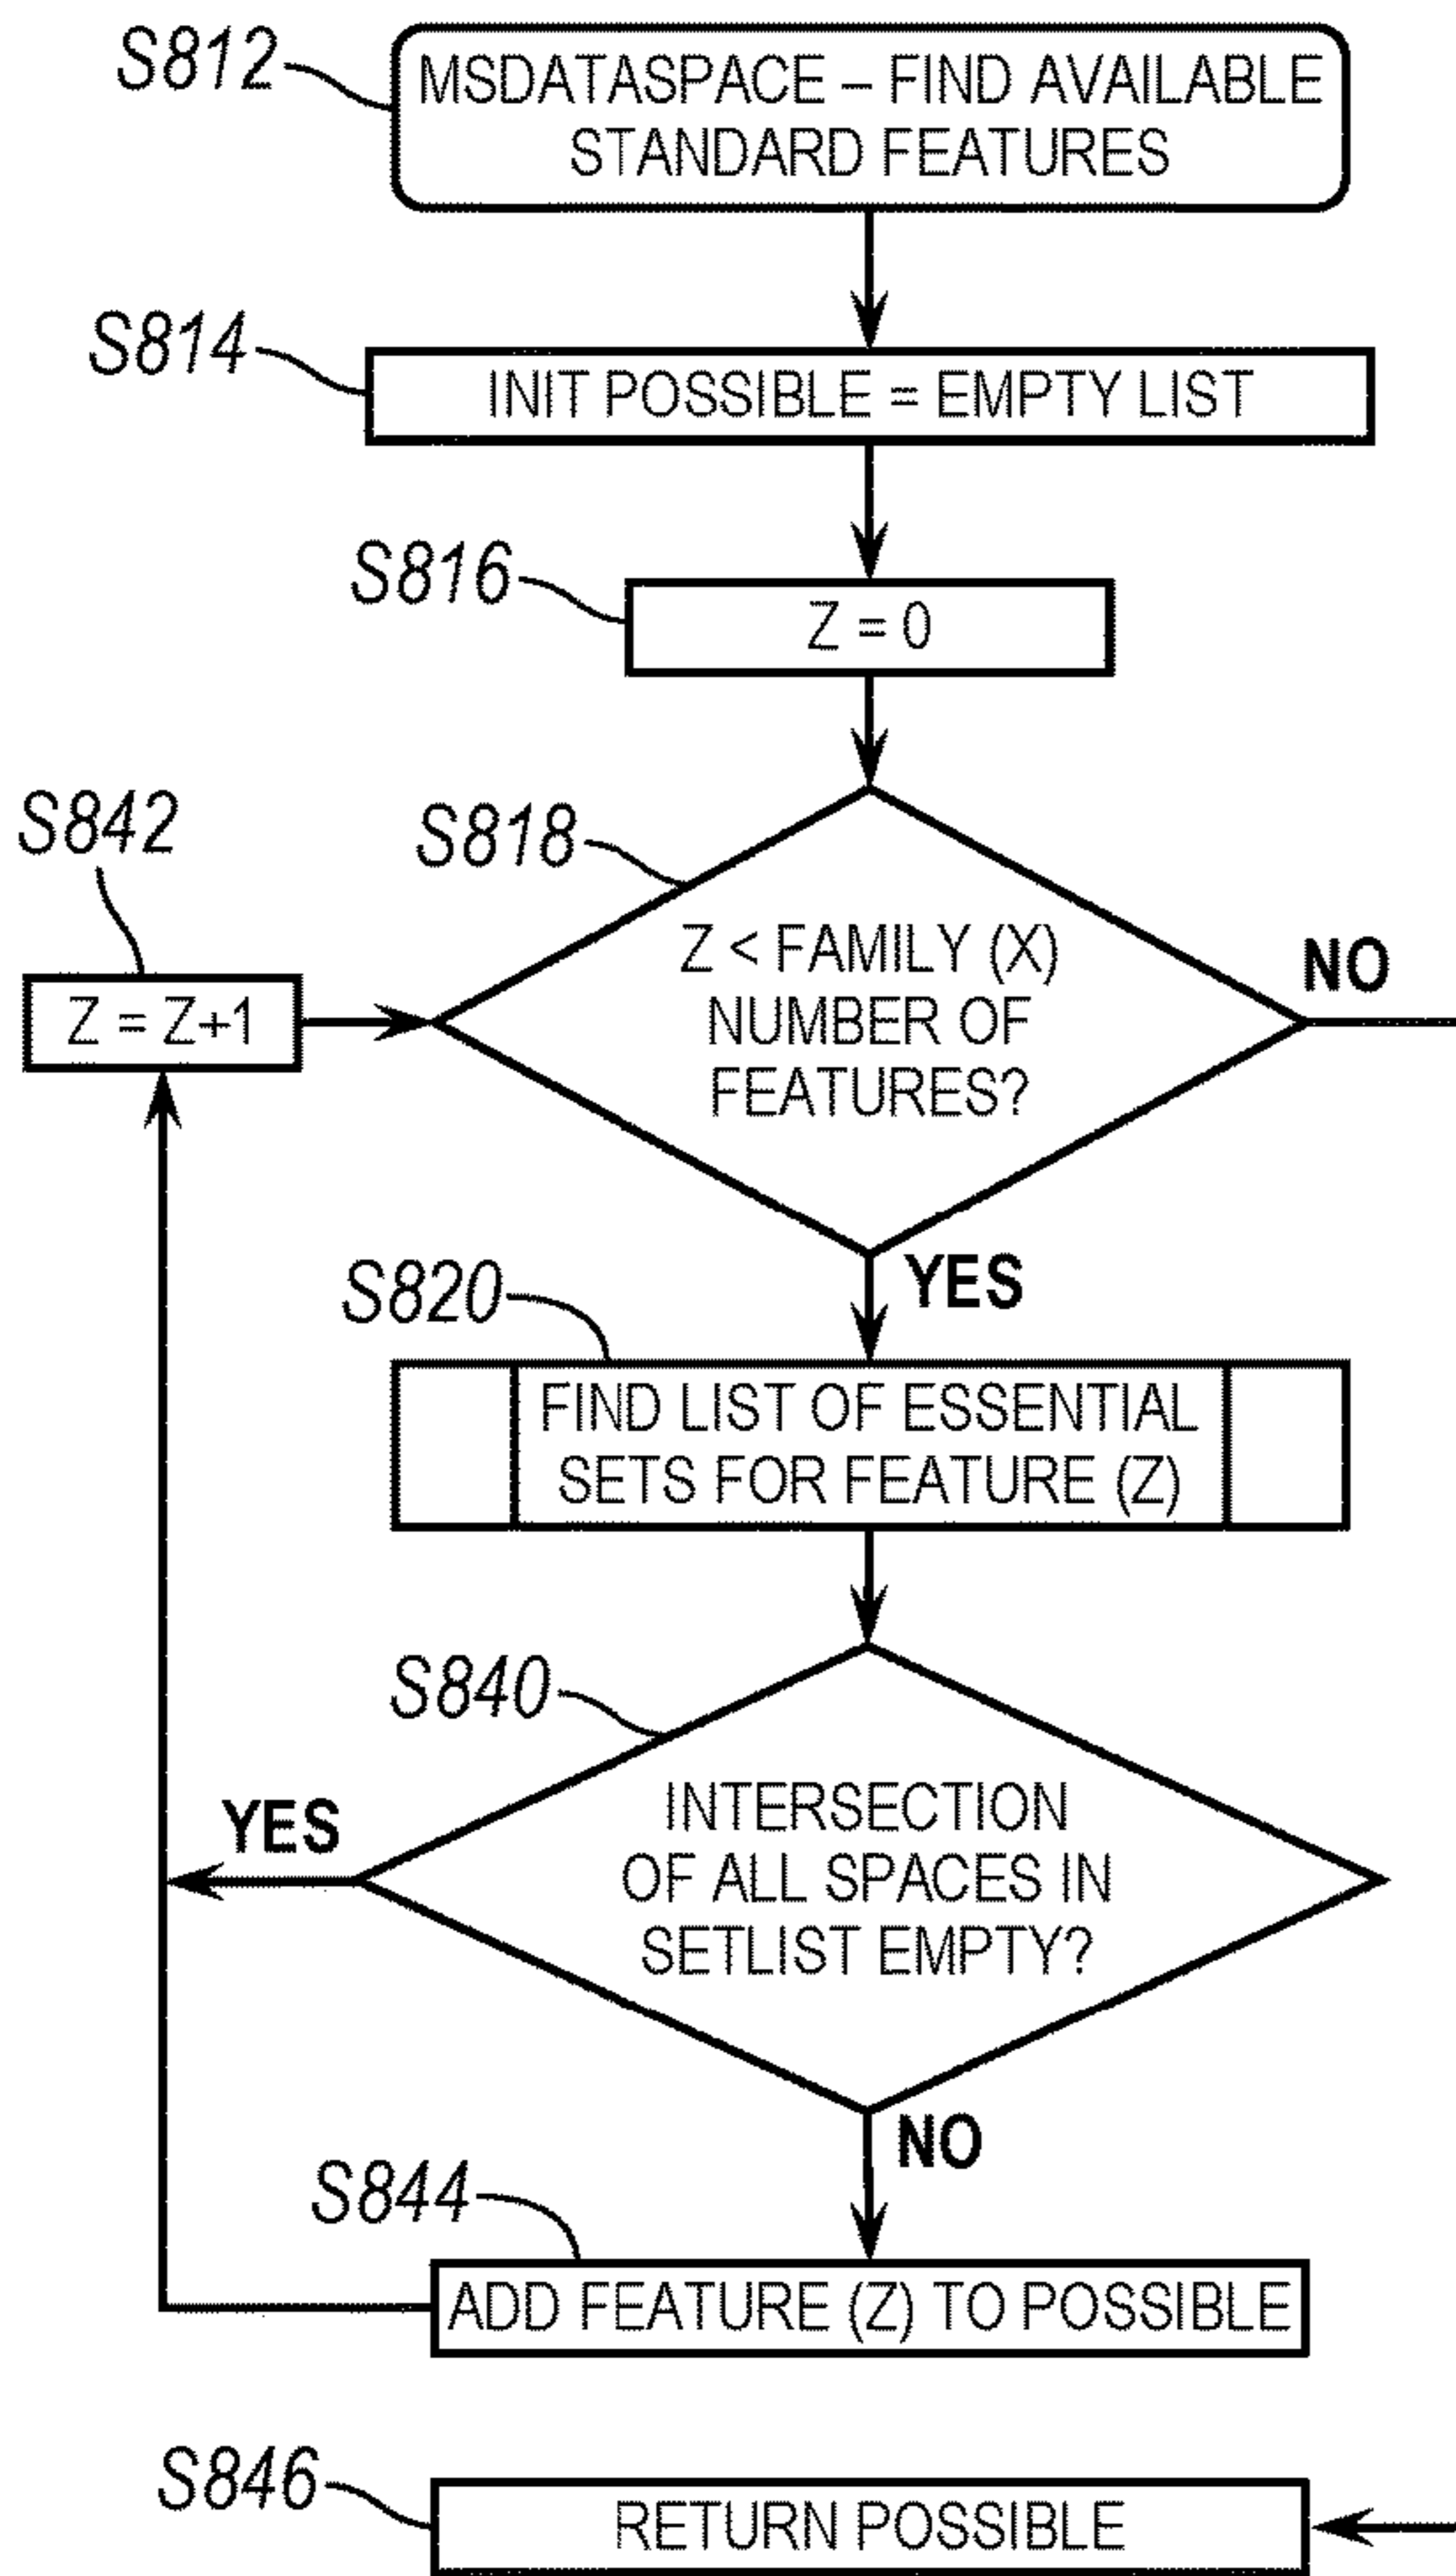 S812
MSDATASPACE – FIND AVAILABLE
STANDARD FEATURES
S814
INIT POSSIBLE = EMPTY LIST
S816
Z = 0
S842
S818
Z = Z+1
Z < FAMILY (X)
NUMBER OF
FEATURES?
NO
YES
S820
FIND LIST OF ESSENTIAL
SETS FOR FEATURE (Z)
S840
INTERSECTION
OF ALL SPACES IN
SETLIST EMPTY?
YES
NO
S844
ADD FEATURE (Z) TO POSSIBLE
S846
RETURN POSSIBLE